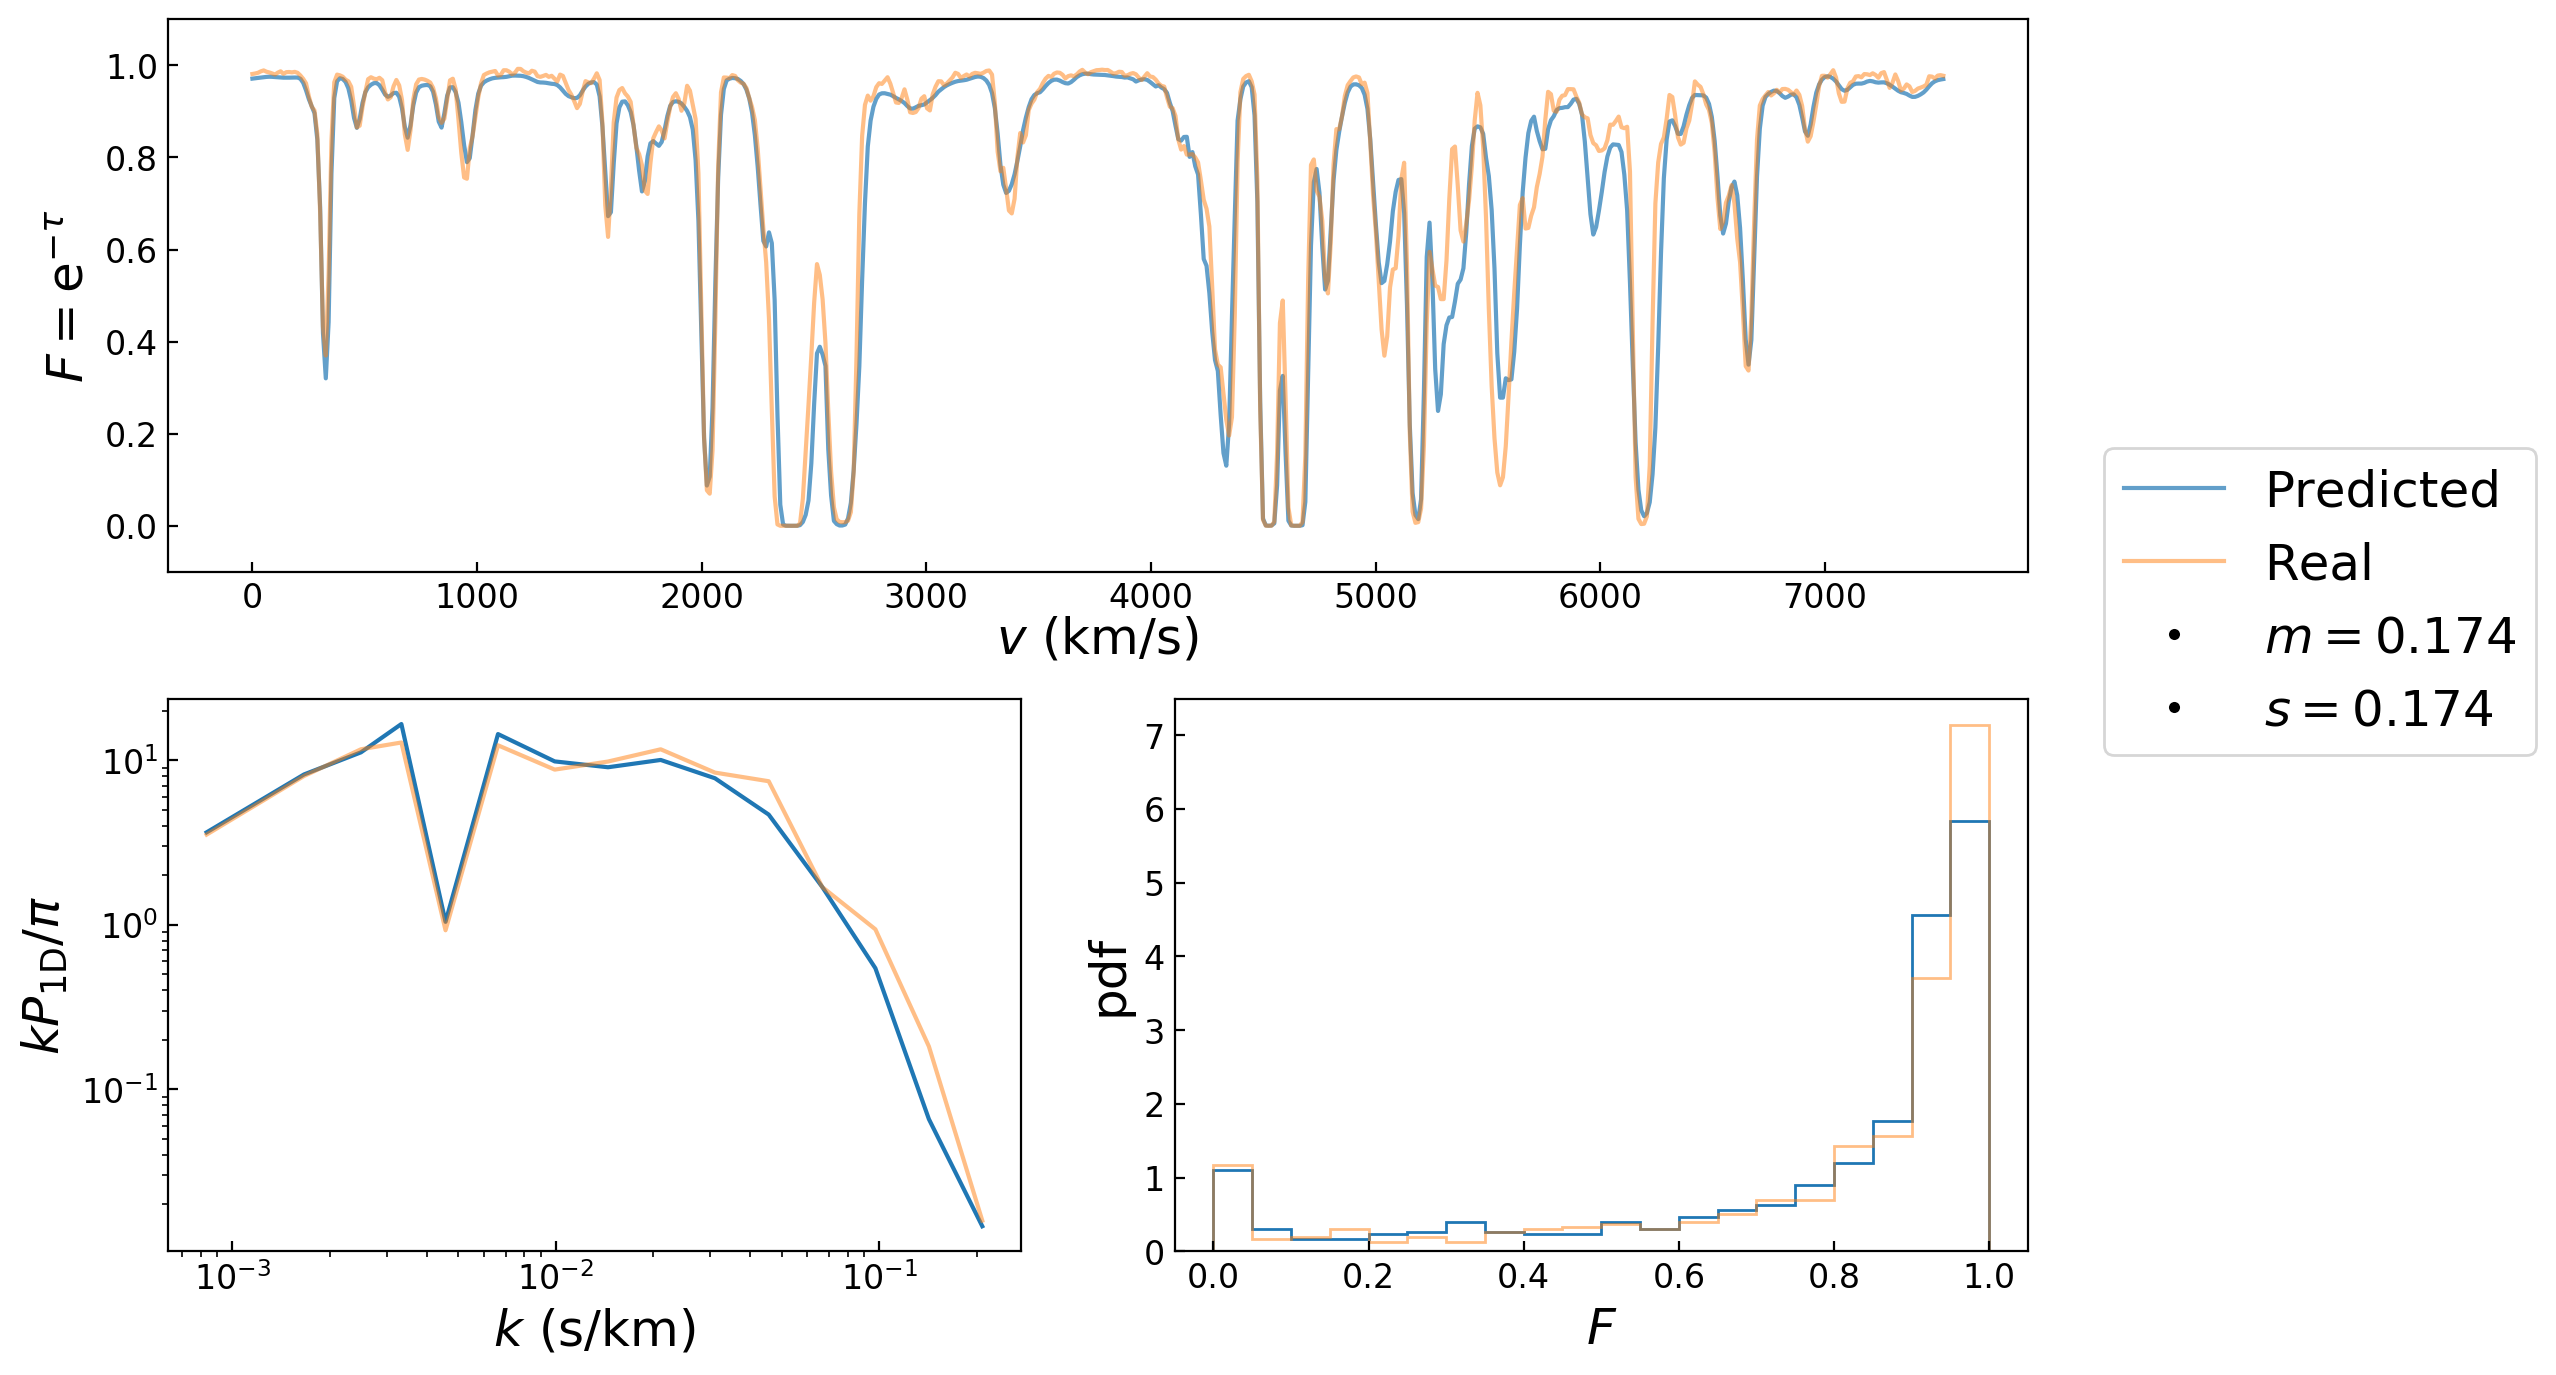 1.0
0.8
0.6
0.4
0.2
0.0
F = e^{-τ}
0 1000 2000 3000 4000 5000 6000 7000
v (km/s)
Predicted
Real
m = 0.174
s = 0.174
10^1
10^0
10^{-1}
kP_{1D}/π
10^{-3} 10^{-2} 10^{-1}
k (s/km)
7
6
5
4
3
2
1
0
pdf
0.0 0.2 0.4 0.6 0.8 1.0
F